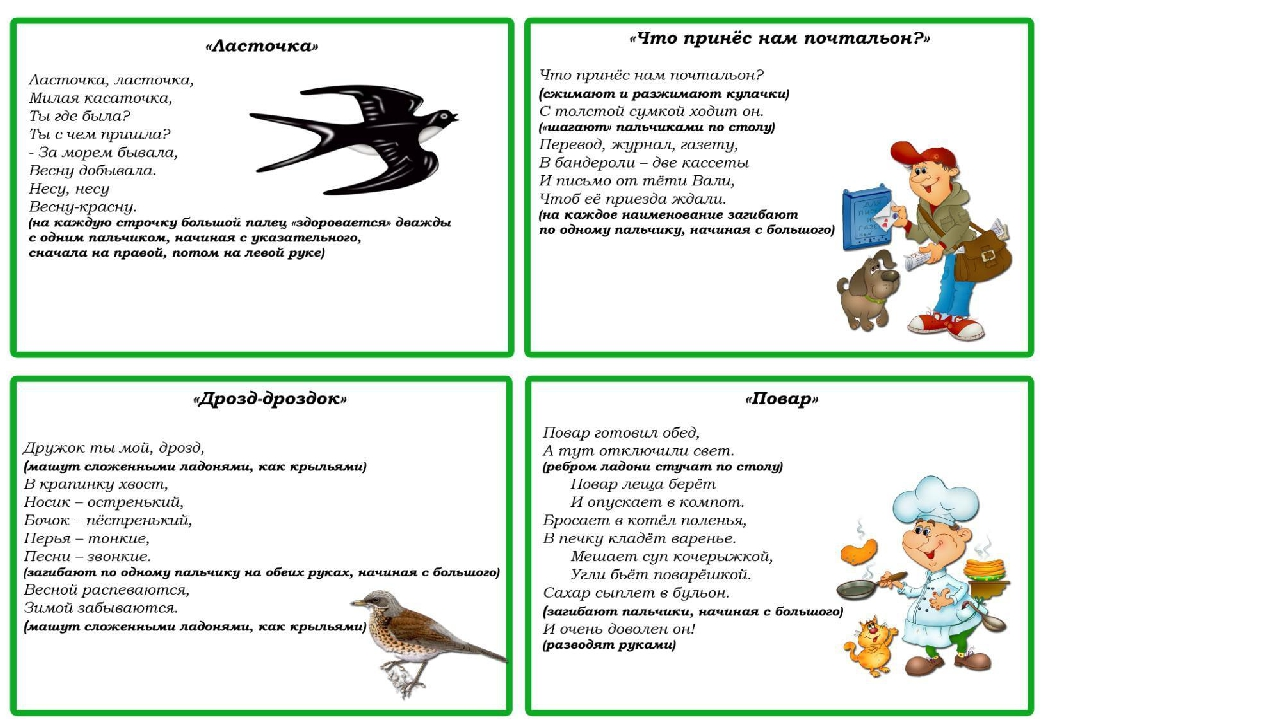 «Ласточка»
Ласточка, ласточка,
Милая касаточка,
Ты где была?
Ты с чем пришла?
- За морем бывала,
Весну добывала.
Несу, несу
Весну-красну.
(на каждую строчку большой палец «здоровается» дважды
с одним пальчиком, начиная с указательного,
сначала на правой, потом на левой руке)
«Что принёс нам почтальон?»
Что принёс нам почтальон?
(сжимают и разжимают кулачки)
С толстой сумкой ходит он.
(«шагают» пальчиками по столу)
Перевод, журнал, газету,
В бандероли – две кассеты
И письмо от тёти Вали,
Чтоб её приезда ждали.
(на каждое наименование загибают
по одному пальчику, начиная с большого)
«Дрозд-дроздок»
Дружок ты мой, дрозд,
(машут сложенными ладонями, как крыльями)
В крапинку хвост,
Носик – остренький,
Бочок – пёстренький,
Перья – тонкие,
Песни – звонкие.
(загибают по одному пальчику на обеих руках, начиная с большого)
Весной распеваются,
Зимой забываются.
(машут сложенными ладонями, как крыльями)
«Повар»
Повар готовил обед,
А тут отключили свет.
(ребром ладони стучат по столу)
Повар леща берёт
И опускает в компот.
Бросает в котёл поленья,
В печку кладёт варенье.
Мешает суп кочерыжкой,
Угли бьёт поварёшкой.
Сахар сыплет в бульон.
(загибают пальчики, начиная с большого)
И очень доволен он!
(разводят руками)